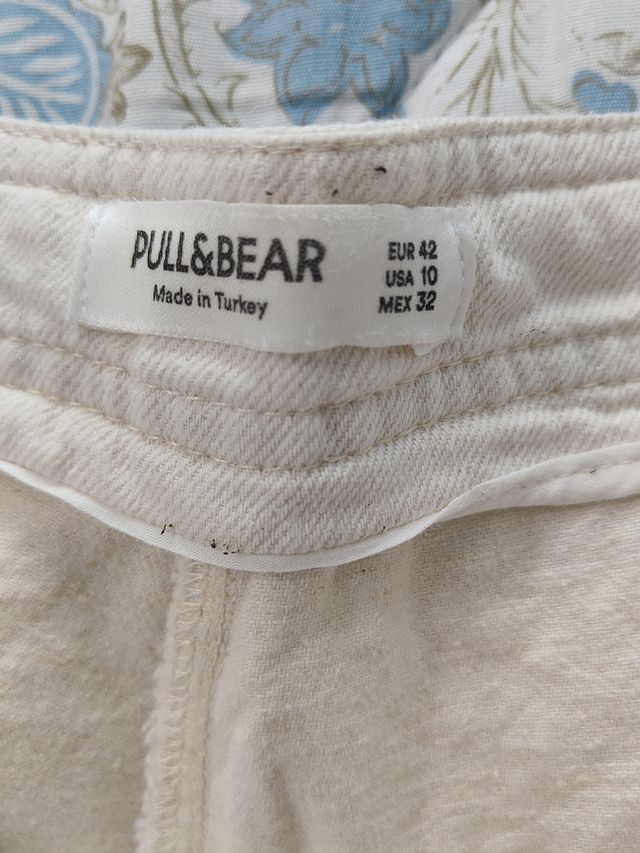 PULL&BEAR
Made in Turkey
EUR 42
USA 10
MEX 32